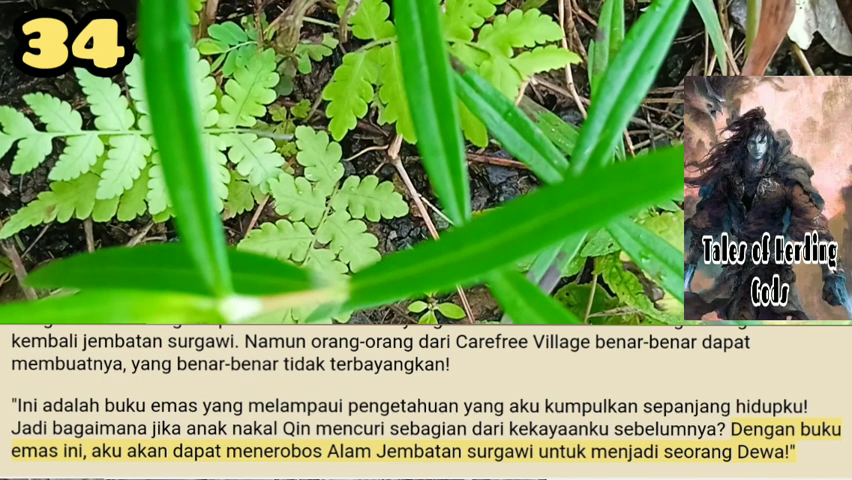 34
Tales of Herding
Gods
kembali jembatan surgawi. Namun orang-orang dari Carefree Village benar-benar dapat
membuatnya, yang benar-benar tidak terbayangkan!
"Ini adalah buku emas yang melampaui pengetahuan yang aku kumpulkan sepanjang hidupku!
Jadi bagaimana jika anak nakal Qin mencuri sebagian dari kekayaanku sebelumnya? Dengan buku
emas ini, aku akan dapat menerobos Alam Jembatan surgawi untuk menjadi seorang Dewa!"